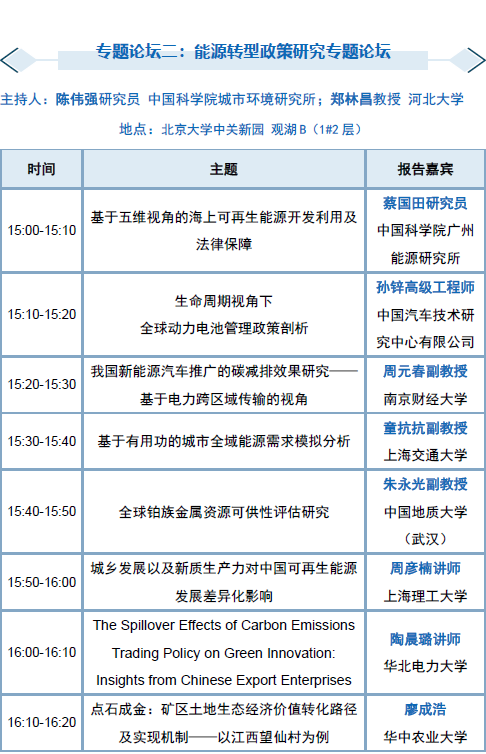 专题论坛二：能源转型政策研究专题论坛
主持人：陈伟强研究员 中国科学院城市环境研究所；郑林昌教授 河北大学
地点：北京大学中关新园 观湖B（1#2层）
时间 主题 报告嘉宾
15:00-15:10
基于五维视角的海上可再生能源开发利用及
法律保障
蔡国田研究员
中国科学院广州
能源研究所
15:10-15:20
生命周期视角下
全球动力电池管理政策剖析
孙锌高级工程师
中国汽车技术研
究中心有限公司
15:20-15:30
我国新能源汽车推广的碳减排效果研究——
基于电力跨区域传输的视角
周元春副教授
南京财经大学
15:30-15:40
基于有用功的城市全域能源需求模拟分析
童抗抗副教授
上海交通大学
15:40-15:50
全球铂族金属资源可供性评估研究
朱永光副教授
中国地质大学
（武汉）
15:50-16:00
城乡发展以及新质生产力对中国可再生能源
发展差异化影响
周彦楠讲师
上海理工大学
16:00-16:10
The Spillover Effects of Carbon Emissions
Trading Policy on Green Innovation:
Insights from Chinese Export Enterprises
陶晨璐讲师
华北电力大学
16:10-16:20
点石成金：矿区土地生态经济价值转化路径
及实现机制——以江西望仙村为例
廖成浩
华中农业大学